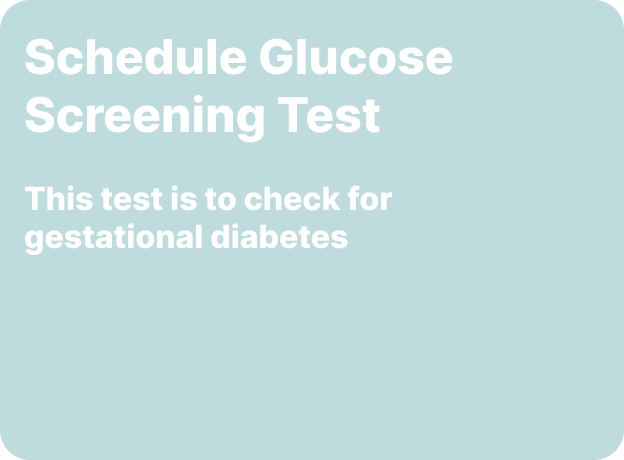 Schedule Glucose
Screening Test
This test is to check for
gestational diabetes